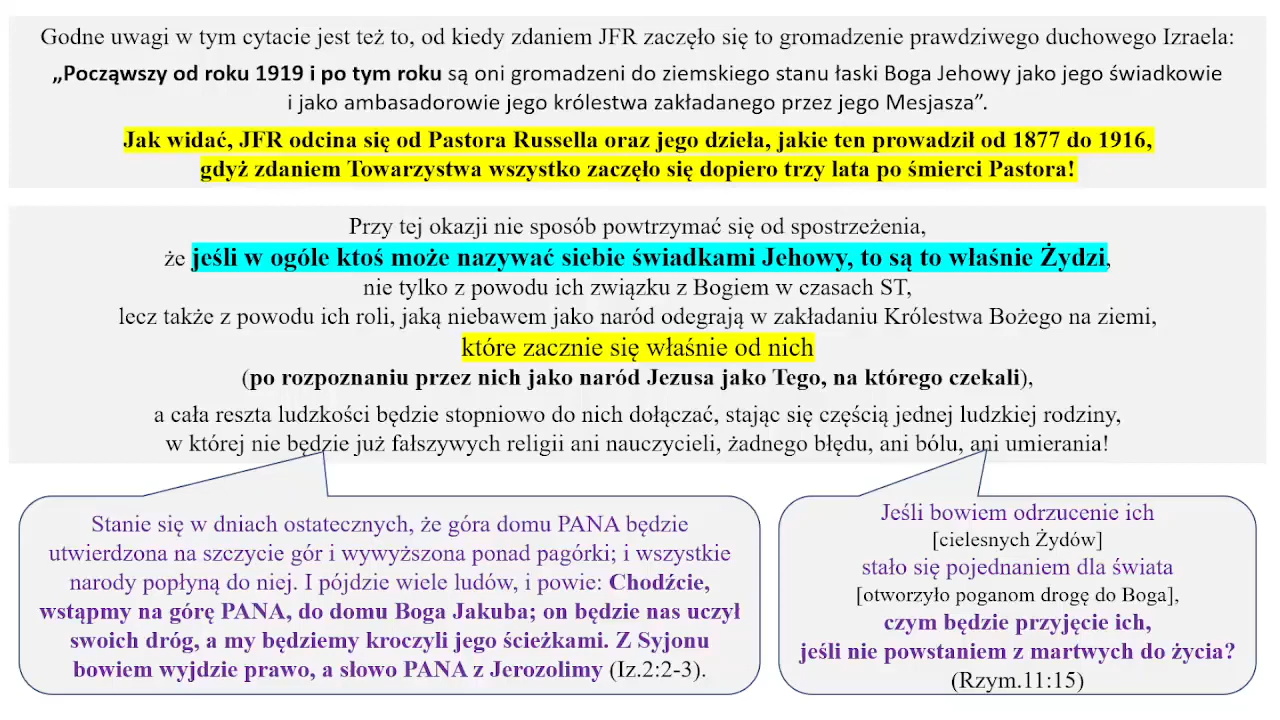 Godne uwagi w tym cytacie jest też to, od kiedy zdaniem JFR zaczęło się to gromadzenie prawdziwego duchowego Izraela:
„Począwszy od roku 1919 i po tym roku są oni gromadzeni do ziemskiego stanu łaski Boga Jehowy jako jego świadkowie
i jako ambasadorowie jego królestwa zakładanego przez jego Mesjasza”.
Jak widać, JFR odcina się od Pastora Russella oraz jego dzieła, jakie ten prowadził od 1877 do 1916,
gdyż zdaniem Towarzystwa wszystko zaczęło się dopiero trzy lata po śmierci Pastora!
Przy tej okazji nie sposób powtrzymać się od spostrzeżenia,
że jeśli w ogóle ktoś może nazywać siebie świadkami Jehowy, to są to właśnie Żydzi,
nie tylko z powodu ich związku z Bogiem w czasach ST,
lecz także z powodu ich roli, jaką niebawem jako naród odegrają w zakładaniu Królestwa Bożego na ziemi,
które zacznie się właśnie od nich
(po rozpoznaniu przez nich jako naród Jezusa jako Tego, na którego czekali),
a cała reszta ludzkości będzie stopniowo do nich dołączać, stając się częścią jednej ludzkiej rodziny,
w której nie będzie już fałszywych religii ani nauczycieli, żadnego błędu, ani bólu, ani umierania!
Stanie się w dniach ostatecznych, że góra domu PANA będzie
utwierdzona na szczycie gór i wywyższona ponad pagórki; i wszystkie
narody popłyną do niej. I pójdzie wiele ludów, i powie: Chodźcie,
wstąpmy na górę PANA, do domu Boga Jakuba; on będzie nas uczył
swoich dróg, a my będziemy kroczyli jego ścieżkami. Z Syjonu
bowiem wyjdzie prawo, a słowo PANA z Jerozolimy (Iz.2:2-3).
Jeśli bowiem odrzucenie ich
[cielesnych Żydów]
stało się pojednaniem dla świata
[otworzyło poganom drogę do Boga],
czym będzie przyjęcie ich,
jeśli nie powstaniem z martwych do życia?
(Rzym.11:15)